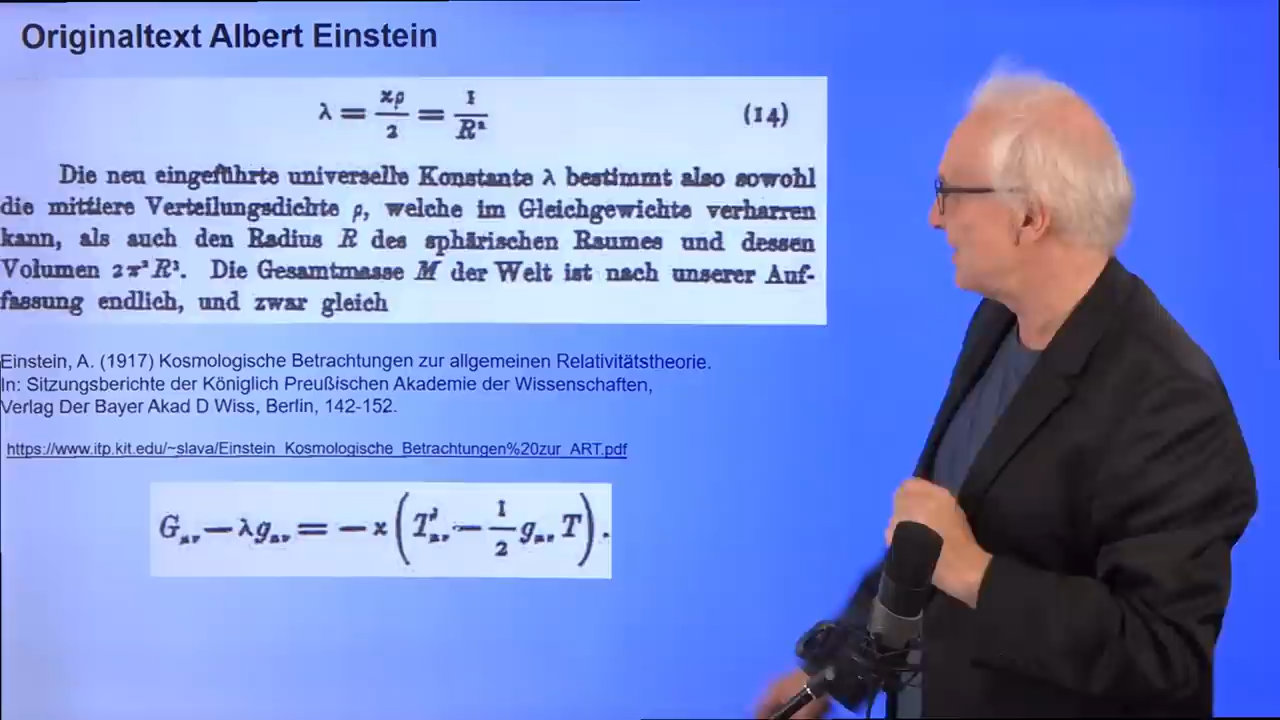 Originaltext Albert Einstein
λ = ϰρ/2 = 1/R² (14)
Die neu eingeführte universelle Konstante λ bestimmt also sowohl
die mittlere Verteilungsdichte ρ, welche im Gleichgewichte verharren
kann, als auch den Radius R des sphärischen Raumes und dessen
Volumen 2π²R³. Die Gesamtmasse M der Welt ist nach unserer Auf-
fassung endlich, und zwar gleich
Einstein, A. (1917) Kosmologische Betrachtungen zur allgemeinen Relativitätstheorie.
In: Sitzungsberichte der Königlich Preußischen Akademie der Wissenschaften,
Verlag Der Bayer Akad D Wiss, Berlin, 142-152.
https://www.itp.kit.edu/~slava/Einstein_Kosmologische_Betrachtungen%20zur_ART.pdf
G_μν − λg_μν = −ϰ(T_μν − 1/2 g_μν T).